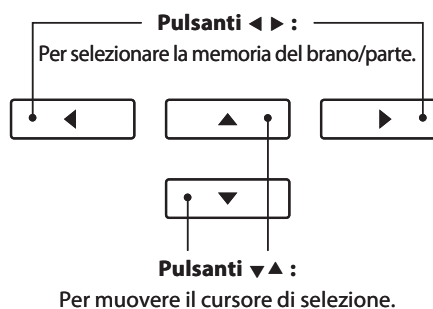 Pulsanti ◀ ▶ :
Per selezionare la memoria del brano/parte.
Pulsanti ▼▲ :
Per muovere il cursore di selezione.